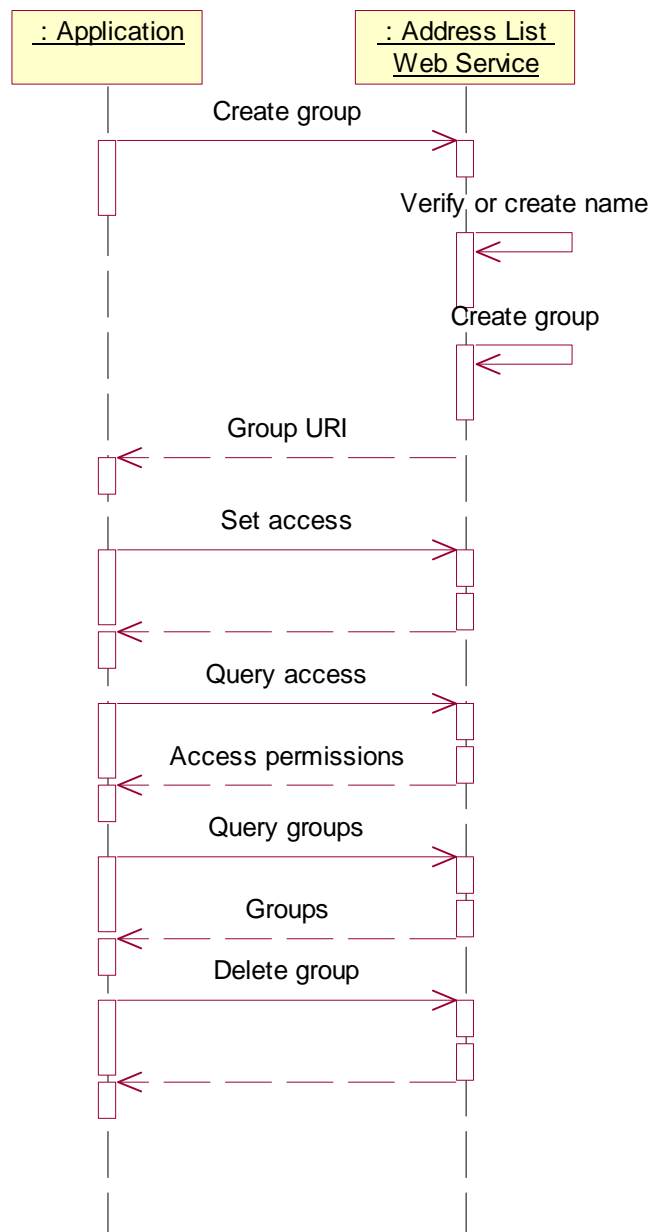 : Application
: Address List
Web Service
Create group
Verify or create name
Create group
Group URI
Set access
Query access
Access permissions
Query groups
Groups
Delete group